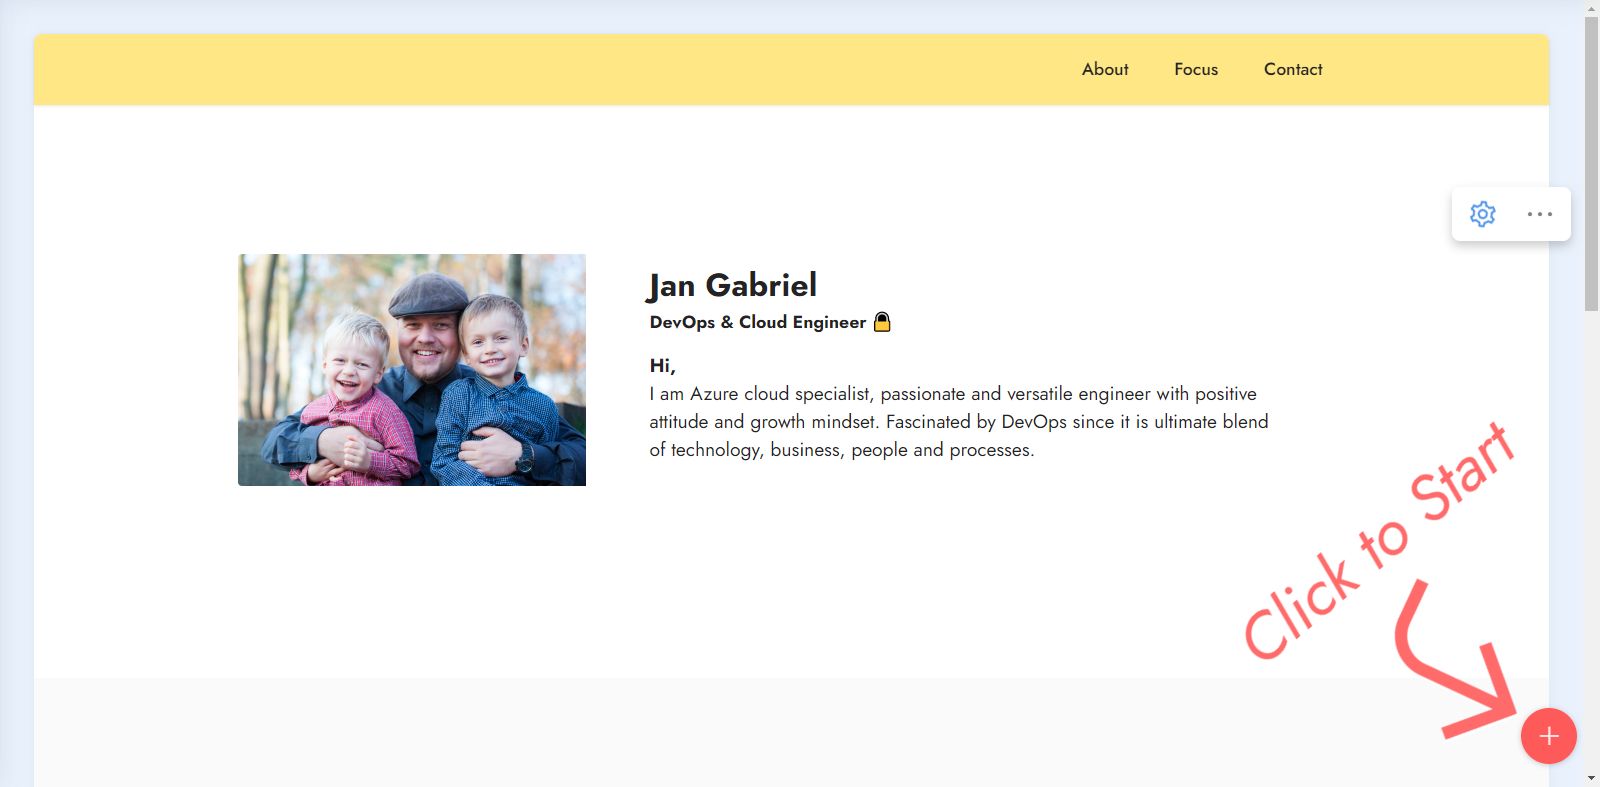 About Focus Contact
Jan Gabriel
DevOps & Cloud Engineer 🔒
Hi,
I am Azure cloud specialist, passionate and versatile engineer with positive
attitude and growth mindset. Fascinated by DevOps since it is ultimate blend
of technology, business, people and processes.
Click to Start